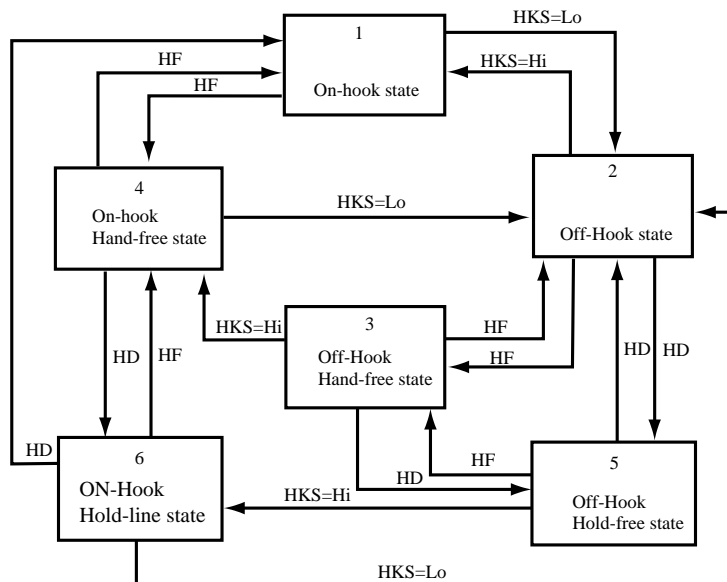 1
HKS=Lo
HF
HKS=Hi
On-hook state
HF
4
2
On-hook
Hand-free state
HKS=Lo
Off-Hook state
3
HKS=Hi
HF
Off-Hook
Hand-free state
HF
HD
HF
HD
HD
6
HD
ON-Hook
Hold-line state
HF
HD
5
HKS=Hi
Off-Hook
Hold-free state
HKS=Lo